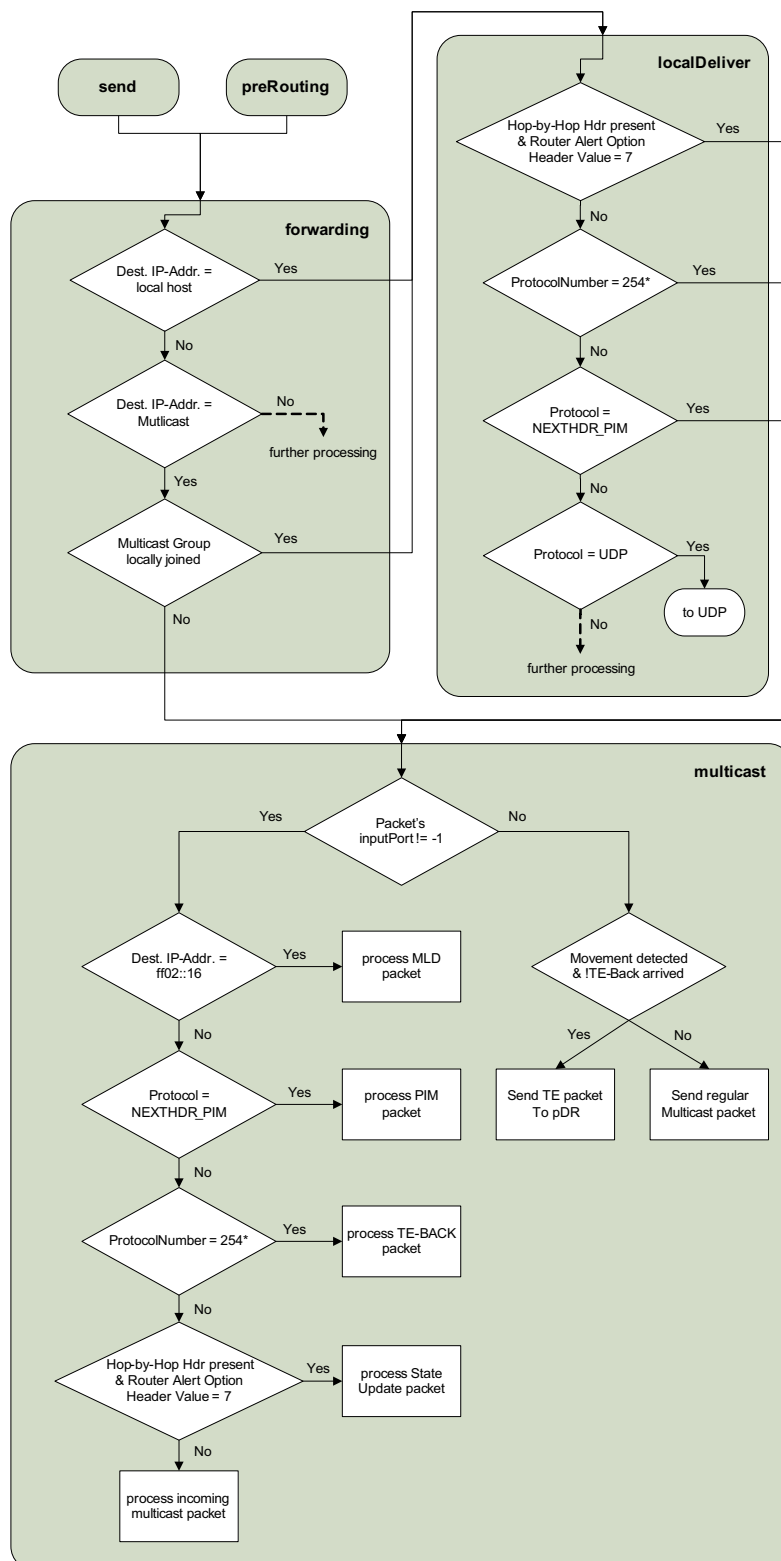 send
preRouting
forwarding
Dest. IP-Addr. =
local host
Yes
No
Dest. IP-Addr. =
Mutlicast
No
further processing
Yes
Multicast Group
locally joined
Yes
No
localDeliver
Hop-by-Hop Hdr present
& Router Alert Option
Header Value = 7
Yes
No
ProtocolNumber = 254*
Yes
No
Protocol =
NEXTHDR_PIM
Yes
No
Protocol = UDP
Yes
to UDP
No
further processing
multicast
Packet's
inputPort != -1
Yes
No
Dest. IP-Addr. =
ff02::16
Yes
process MLD
packet
No
Protocol =
NEXTHDR_PIM
Yes
process PIM
packet
No
ProtocolNumber = 254*
Yes
process TE-BACK
packet
No
Hop-by-Hop Hdr present
& Router Alert Option
Header Value = 7
Yes
process State
Update packet
No
process incoming
multicast packet
Movement detected
& !TE-Back arrived
Yes
No
Send TE packet
To pDR
Send regular
Multicast packet